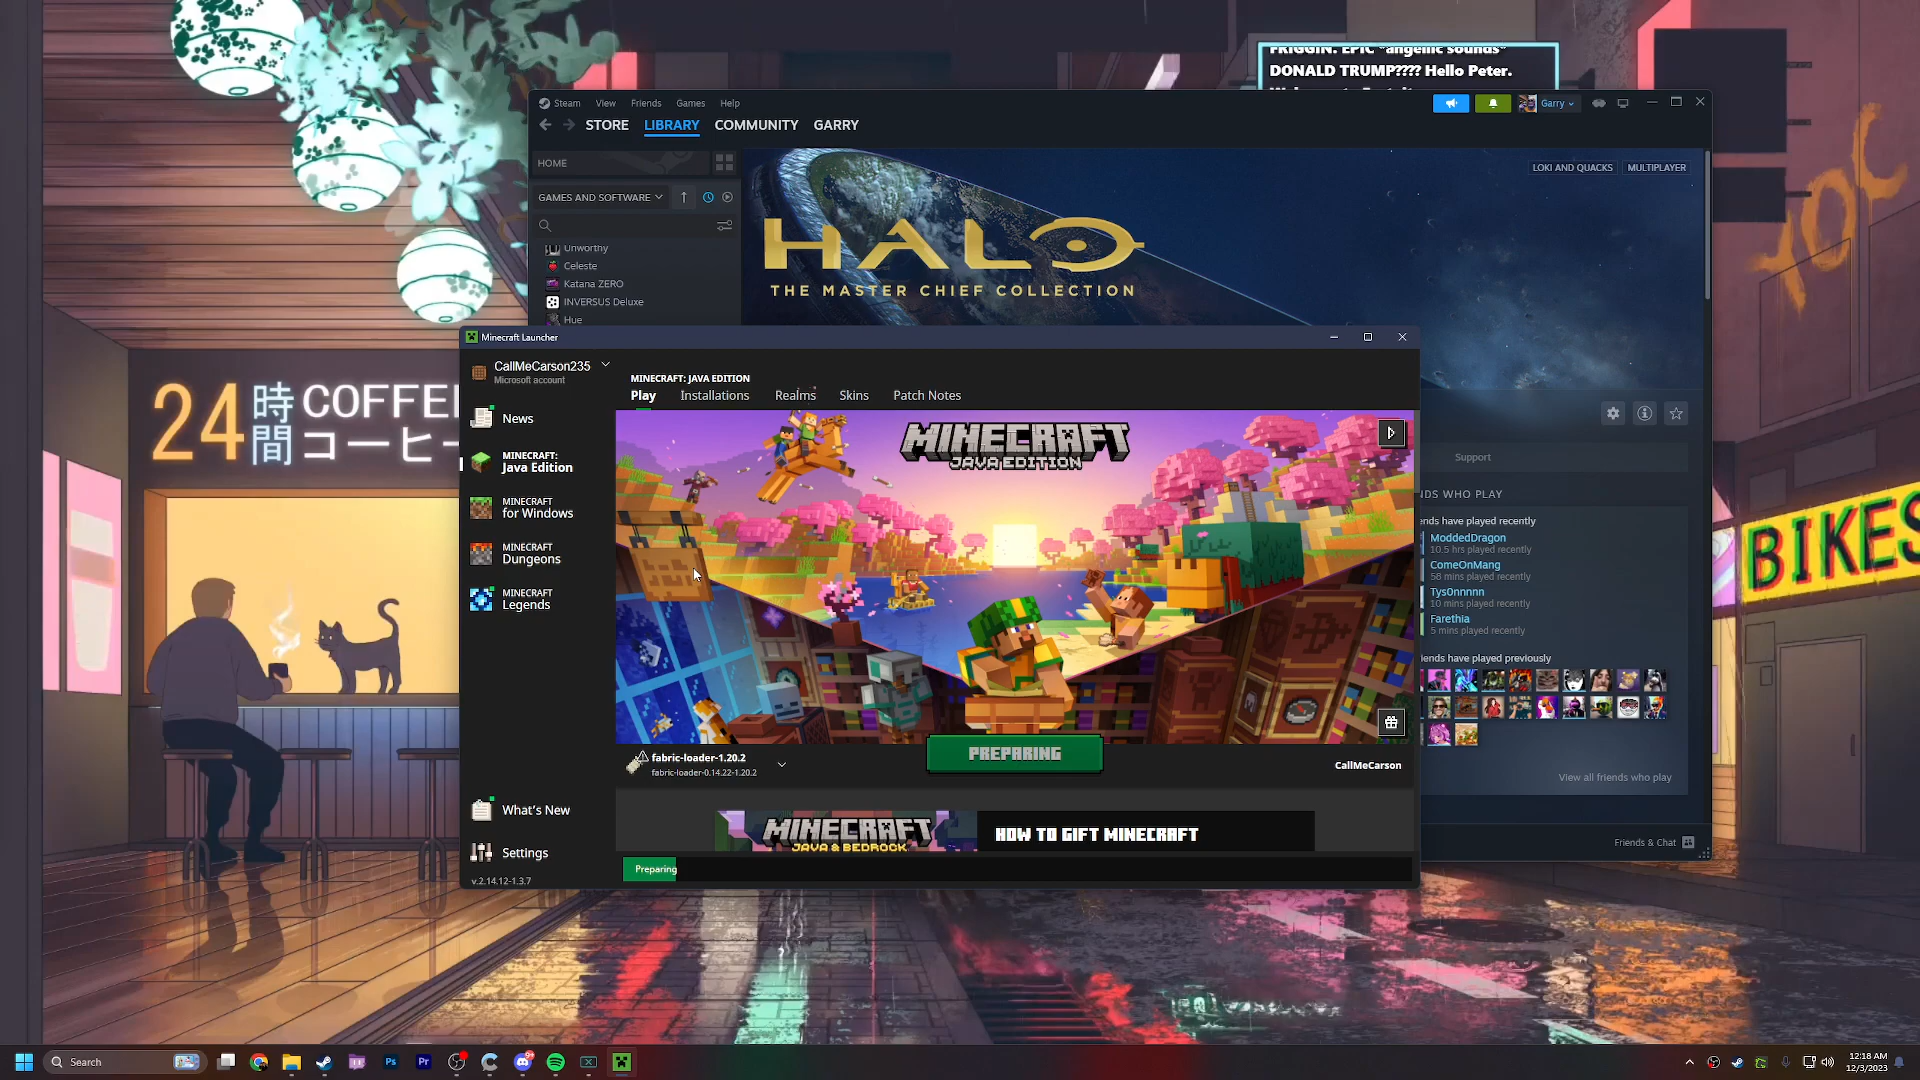 FRIGGIN. EPIC *angelic sounds*
DONALD TRUMP???? Hello Peter.
Steam View Friends Games Help
Garry
STORE LIBRARY COMMUNITY GARRY
HOME
LOKI AND QUACKS MULTIPLAYER
GAMES AND SOFTWARE
HALO
THE MASTER CHIEF COLLECTION
Unworthy
Celeste
Katana ZERO
INVERSUS Deluxe
Hue
Minecraft Launcher
CallMeCarson235
Microsoft account
MINECRAFT: JAVA EDITION
Play Installations Realms Skins Patch Notes
News
MINECRAFT:
Java Edition
MINECRAFT
for Windows
MINECRAFT
Dungeons
MINECRAFT
Legends
MINECRAFT
JAVA EDITION
fabric-loader-1.20.2
fabric-loader-0.14.22-1.20.2
PREPARING
CallMeCarson
What's New
Settings
v.2.14.12-1.3.7
MINECRAFT
JAVA & BEDROCK
HOW TO GIFT MINECRAFT
Preparing
Support
NDS WHO PLAY
ends have played recently
ModdedDragon
10.5 hrs played recently
ComeOnMang
58 mins played recently
Tys0nnnnn
10 mins played recently
Farethia
5 mins played recently
iends have played previously
View all friends who play
Friends & Chat
24時間
COFFEE
コーヒ
BIKES
Search
Ps
Pr
12:18 AM
12/3/2023